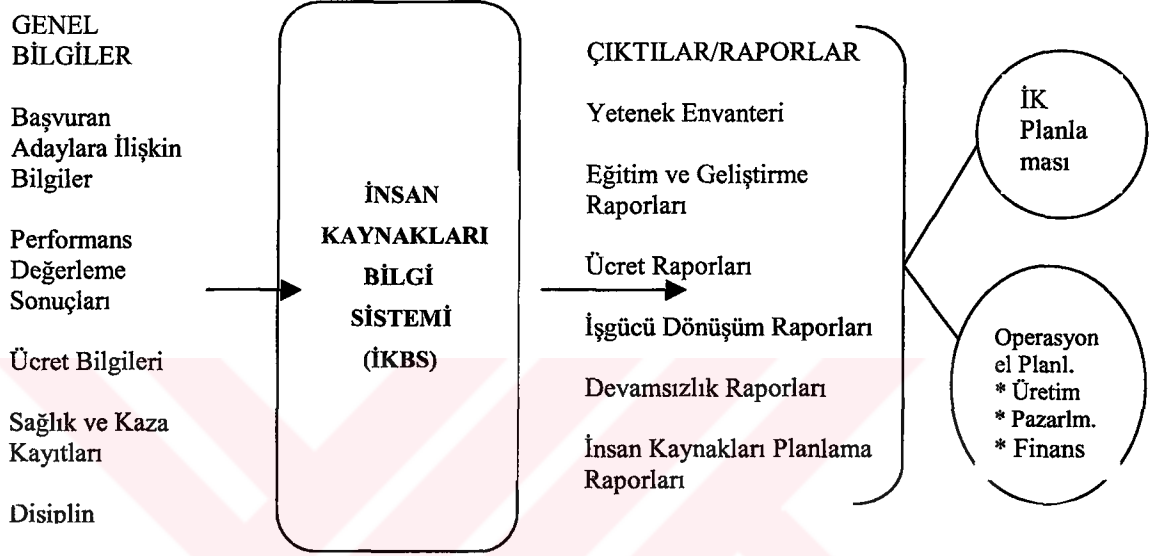 GENEL
BİLGİLER
Başvuran
Adaylara İlişkin
Bilgiler
Performans
Değerleme
Sonuçları
Ücret Bilgileri
Sağlık ve Kaza
Kayıtları
Disiplin
İNSAN
KAYNAKLARI
BİLGİ
SİSTEMİ
(İKBS)
ÇIKTILAR/RAPORLAR
Yetenek Envanteri
Eğitim ve Geliştirme
Raporları
Ücret Raporları
İşgücü Dönüşüm Raporları
Devamsızlık Raporları
İnsan Kaynakları Planlama
Raporları
İK
Planla
ması
Operasyon
el Planl.
* Üretim
* Pazarlm.
* Finans